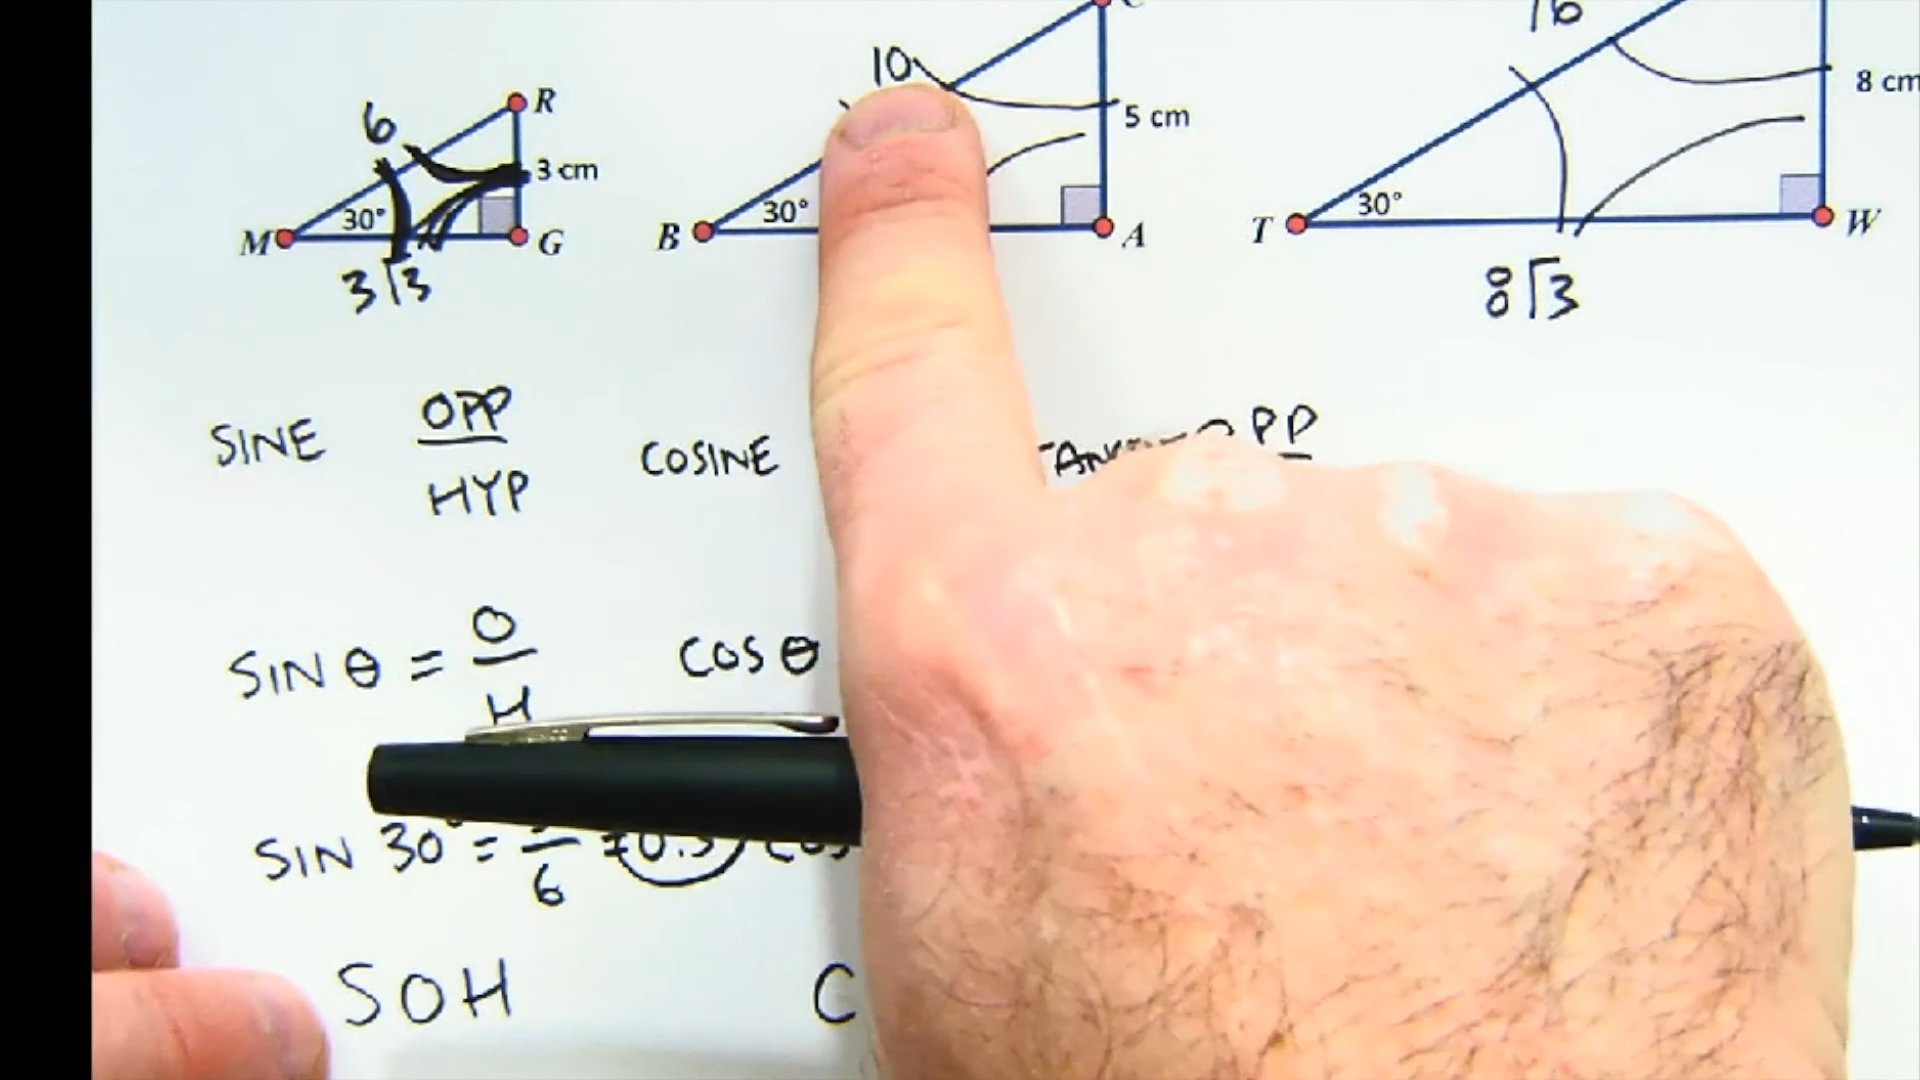 16
10
8 cm
R
5 cm
6
3 cm
30°
30°
30°
M
G
B
A
T
W
3√3
8√3
SINE OPP
HYP
COSINE
PP
SIN θ = O
H
COS θ
SIN 30° =
6
SOH
C